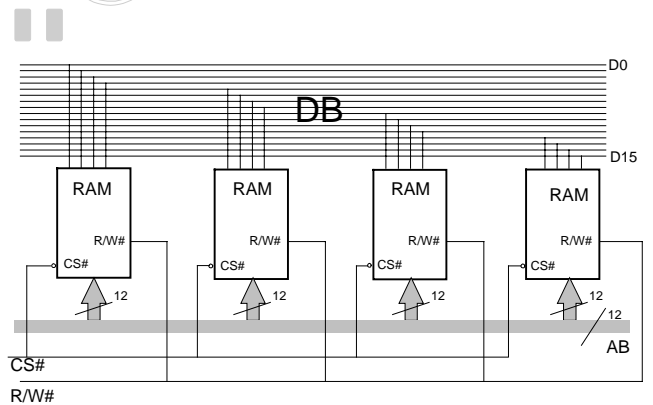 D0
DB
D15
RAM RAM RAM RAM
R/W# R/W# R/W# R/W#
CS# CS# CS# CS#
12 12 12 12
12
AB
CS#
R/W#